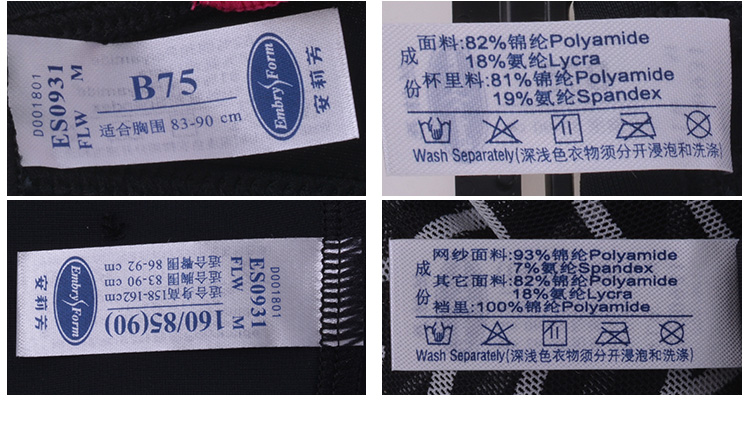 D001801
ES0931
FLW M
B75
适合胸围 83-90 cm
Embry Form
安莉芳
成份
面料:82%锦纶Polyamide
18%氨纶Lycra
杯里料:81%锦纶Polyamide
19%氨纶Spandex
Wash Separately(深浅色衣物须分开浸泡和洗涤)
D001801
ES0931
FLW M
160/85(90)
适合身高158-162cm
适合胸围 83-90 cm
适合臀围 86-92 cm
Embry Form
安莉芳
成份
网纱面料:93%锦纶Polyamide
7%氨纶Spandex
其它面料:82%锦纶Polyamide
18%氨纶Lycra
裆里:100%锦纶Polyamide
Wash Separately(深浅色衣物须分开浸泡和洗涤)